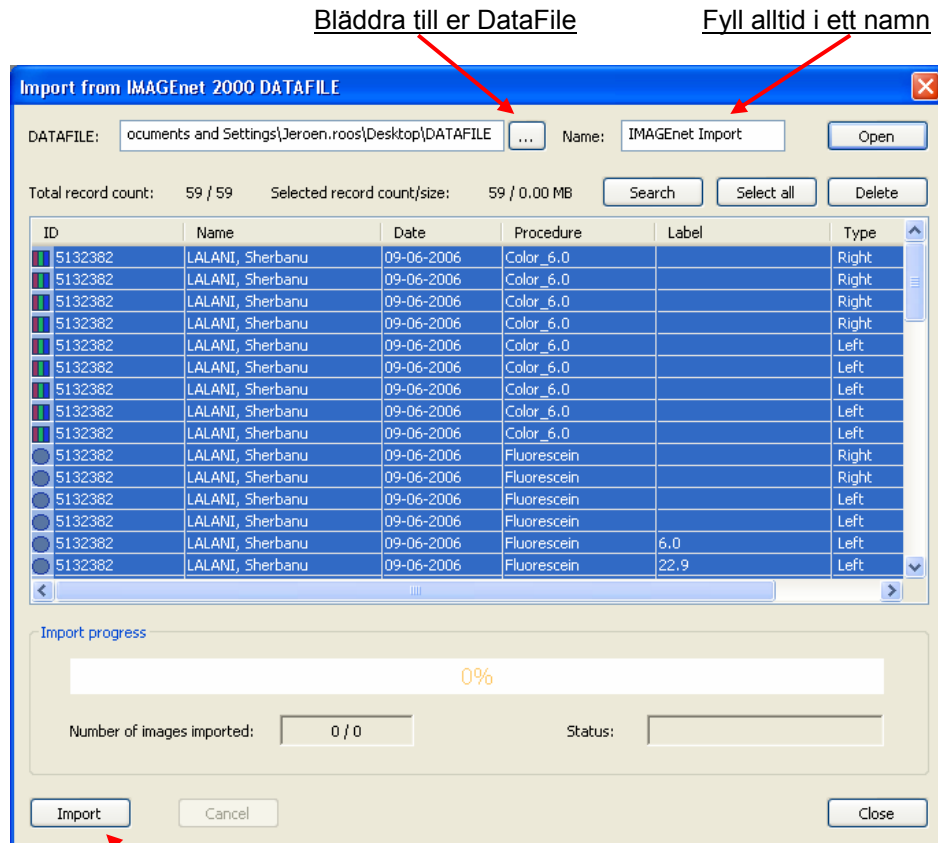 Bläddra till er DataFile Fyll alltid i ett namn
Import from IMAGEnet 2000 DATAFILE
DATAFILE: ocuments and Settings\Jeroen.roos\Desktop\DATAFILE ... Name: IMAGEnet Import Open
Total record count: 59 / 59 Selected record count/size: 59 / 0.00 MB Search Select all Delete
ID Name Date Procedure Label Type
5132382 LALANI, Sherbanu 09-06-2006 Color_6.0 Right
5132382 LALANI, Sherbanu 09-06-2006 Color_6.0 Right
5132382 LALANI, Sherbanu 09-06-2006 Color_6.0 Right
5132382 LALANI, Sherbanu 09-06-2006 Color_6.0 Right
5132382 LALANI, Sherbanu 09-06-2006 Color_6.0 Left
5132382 LALANI, Sherbanu 09-06-2006 Color_6.0 Left
5132382 LALANI, Sherbanu 09-06-2006 Color_6.0 Left
5132382 LALANI, Sherbanu 09-06-2006 Color_6.0 Left
5132382 LALANI, Sherbanu 09-06-2006 Color_6.0 Left
5132382 LALANI, Sherbanu 09-06-2006 Fluorescein Right
5132382 LALANI, Sherbanu 09-06-2006 Fluorescein Right
5132382 LALANI, Sherbanu 09-06-2006 Fluorescein Left
5132382 LALANI, Sherbanu 09-06-2006 Fluorescein Left
5132382 LALANI, Sherbanu 09-06-2006 Fluorescein 6.0 Left
5132382 LALANI, Sherbanu 09-06-2006 Fluorescein 22.9 Left
Import progress
0%
Number of images imported: 0 / 0 Status:
Import Cancel Close